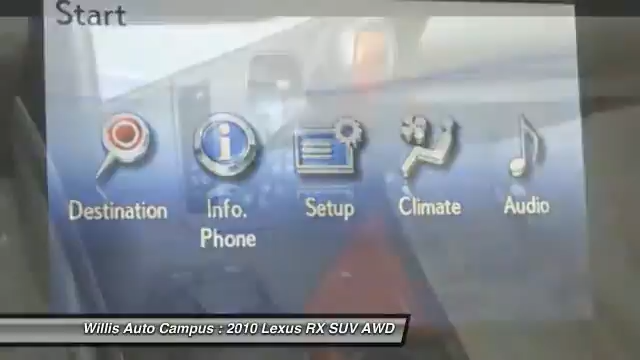 Start
Destination
Info.
Phone
Setup
Climate
Audio
Willis Auto Campus : 2010 Lexus RX SUV AWD